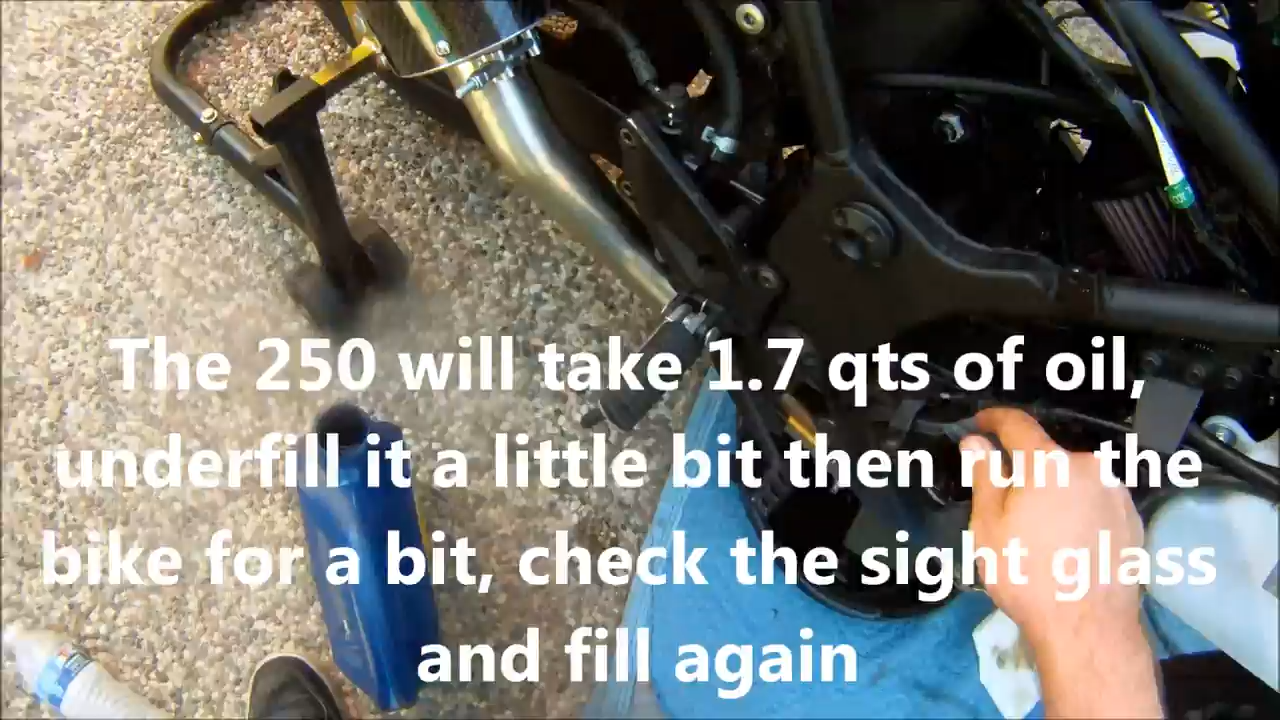 The 250 will take 1.7 qts of oil,
underfill it a little bit then run the
bike for a bit, check the sight glass
and fill again